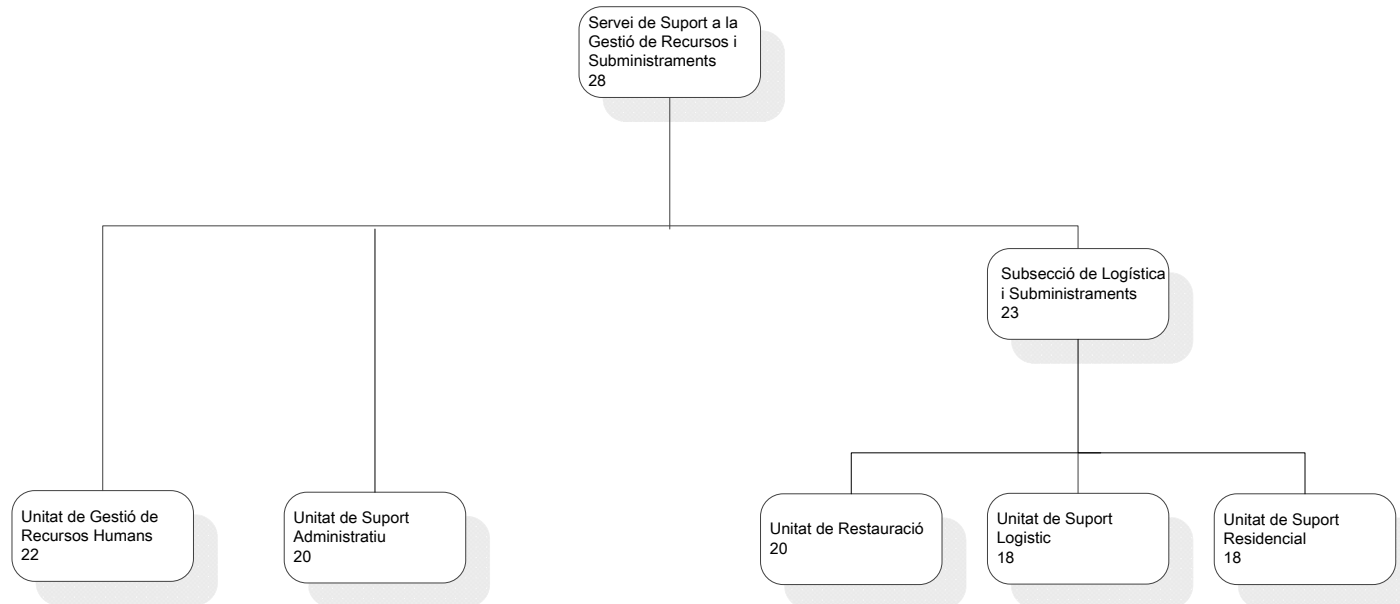 Servei de Suport a la
Gestió de Recursos i
Subministraments
28
Subsecció de Logística
i Subministraments
23
Unitat de Gestió de
Recursos Humans
22
Unitat de Suport
Administratiu
20
Unitat de Restauració
20
Unitat de Suport
Logistic
18
Unitat de Suport
Residencial
18